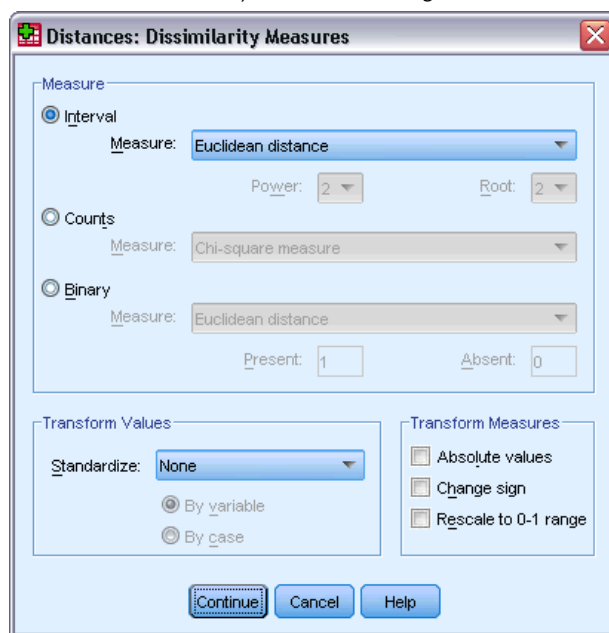 Distances: Dissimilarity Measures
Measure
Interval
Measure: Euclidean distance
Power: 2 Root: 2
Counts
Measure: Chi-square measure
Binary
Measure: Euclidean distance
Present: 1 Absent: 0
Transform Values
Standardize: None
By variable
By case
Transform Measures
Absolute values
Change sign
Rescale to 0-1 range
Continue Cancel Help